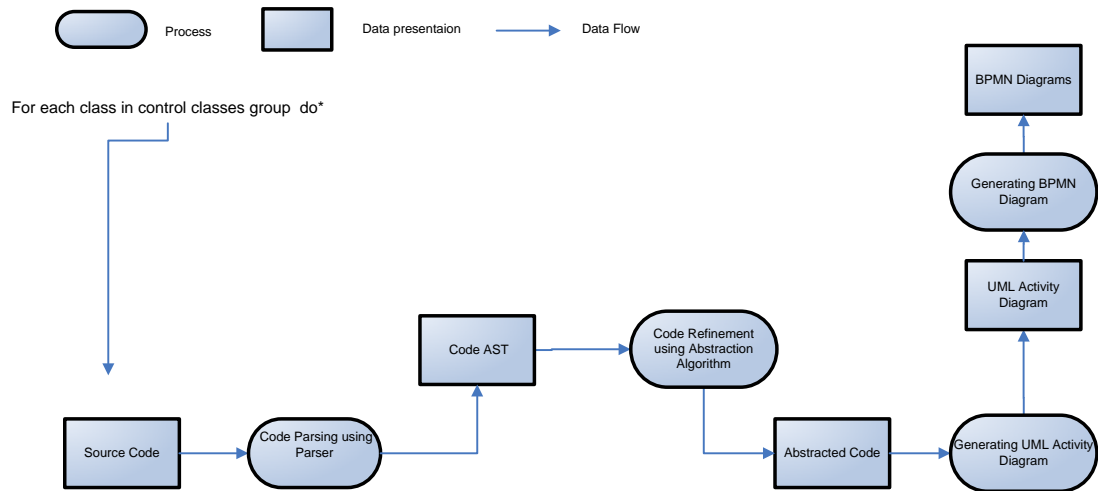 Process
Data presentaion
Data Flow
For each class in control classes group  do*
BPMN Diagrams
Generating BPMN
Diagram
UML Activity
Diagram
Code AST
Code Refinement
using Abstraction
Algorithm
Source Code
Code Parsing using
Parser
Abstracted Code
Generating UML Activity
Diagram